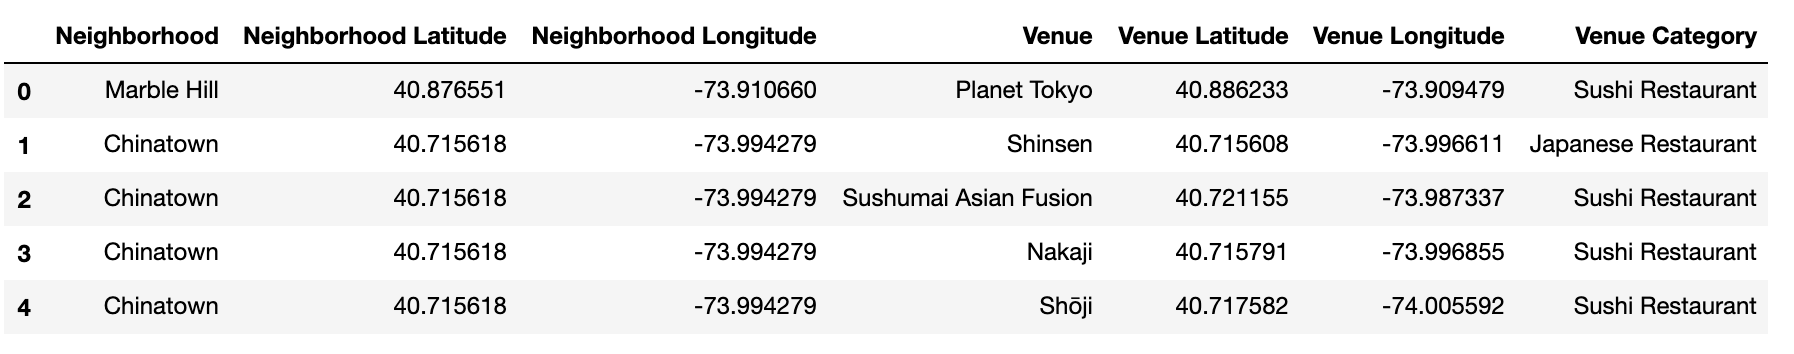 Neighborhood Neighborhood Latitude Neighborhood Longitude Venue Venue Latitude Venue Longitude Venue Category
0 Marble Hill 40.876551 -73.910660 Planet Tokyo 40.886233 -73.909479 Sushi Restaurant
1 Chinatown 40.715618 -73.994279 Shinsen 40.715608 -73.996611 Japanese Restaurant
2 Chinatown 40.715618 -73.994279 Sushumai Asian Fusion 40.721155 -73.987337 Sushi Restaurant
3 Chinatown 40.715618 -73.994279 Nakaji 40.715791 -73.996855 Sushi Restaurant
4 Chinatown 40.715618 -73.994279 Shōji 40.717582 -74.005592 Sushi Restaurant